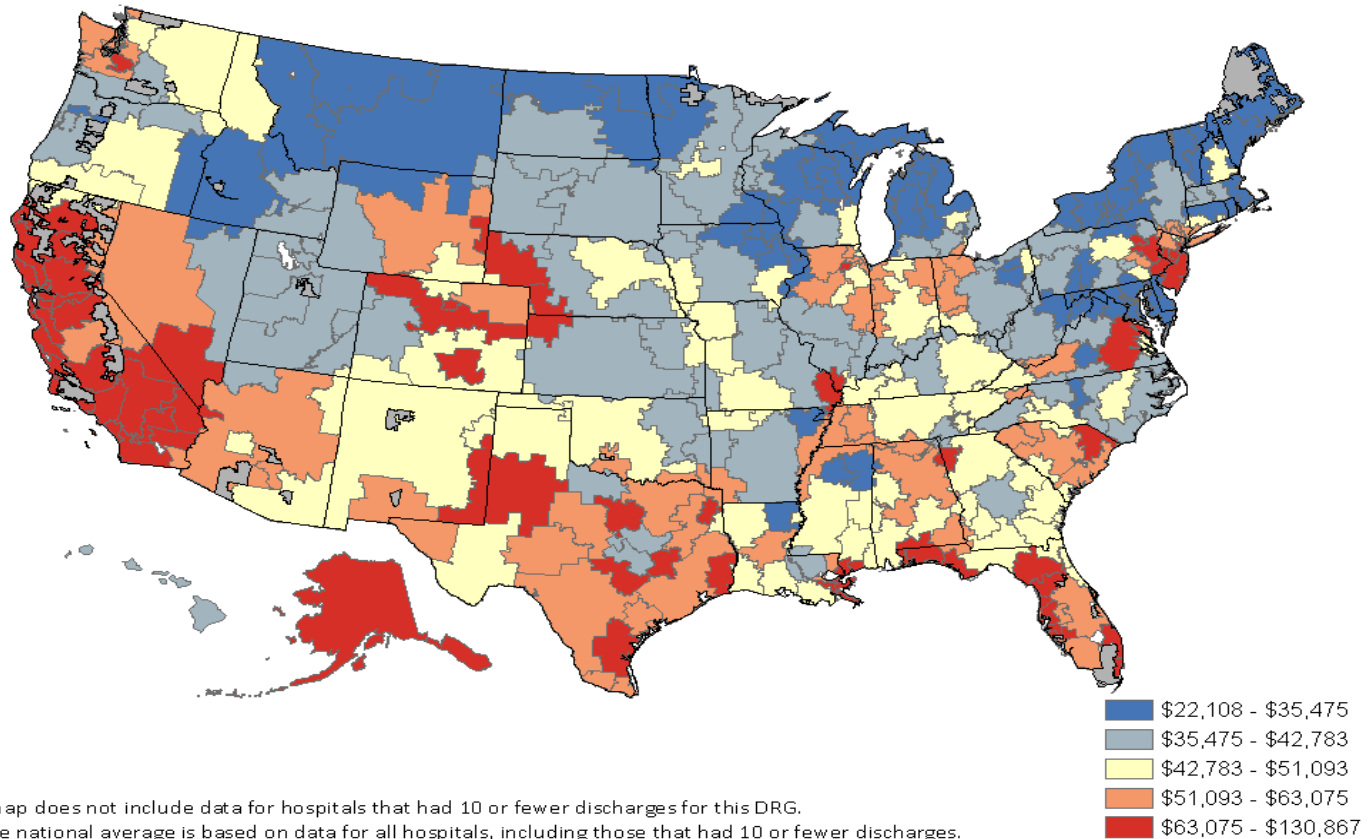 $22,108 - $35,475
$35,475 - $42,783
$42,783 - $51,093
$51,093 - $63,075
$63,075 - $130,867
does not include data for hospitals that had 10 or fewer discharges for this DRG.
national average is based on data for all hospitals, including those that had 10 or fewer discharges.